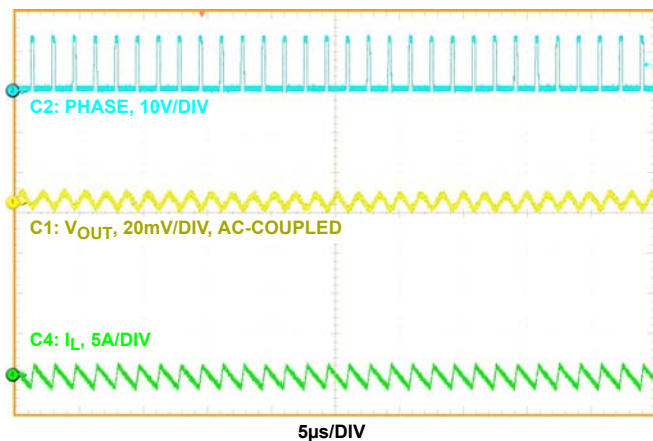 C2: PHASE, 10V/DIV
C1: VOUT, 20mV/DIV, AC-COUPLED
C4: IL, 5A/DIV
5µs/DIV